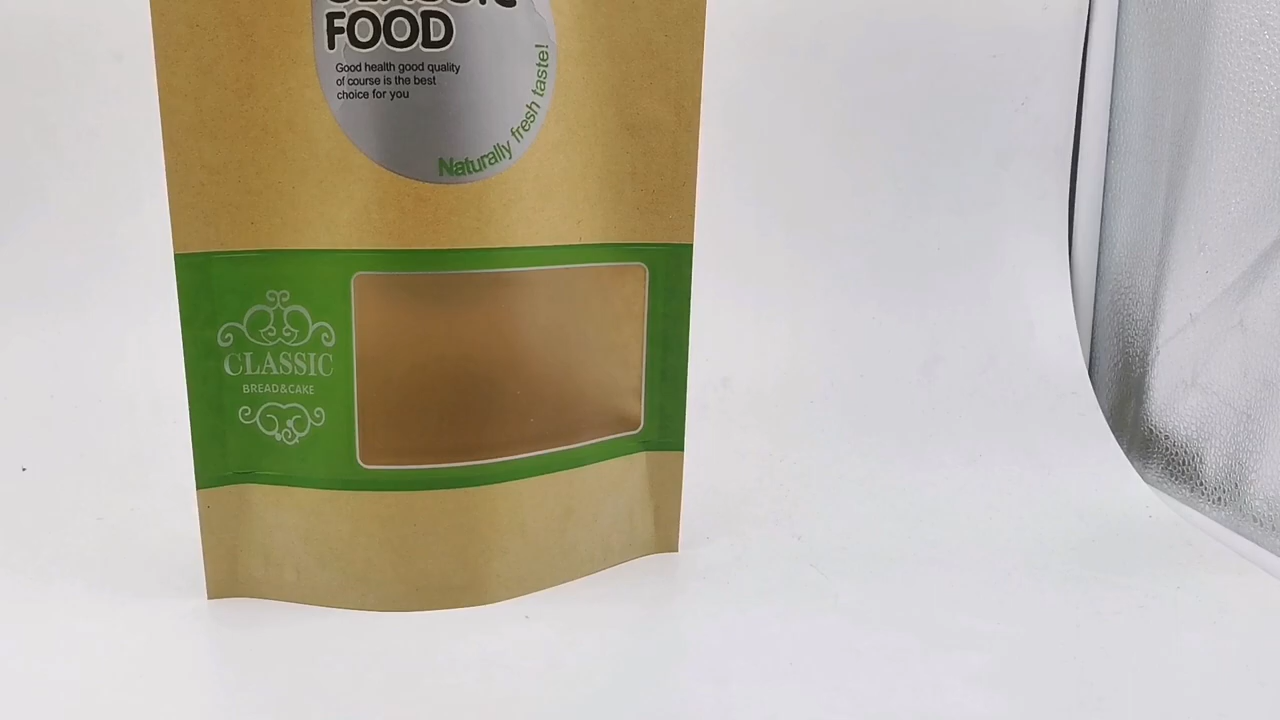 CLASSIC
FOOD
Good health good quality
of course is the best
choice for you
Naturally fresh taste!
CLASSIC
BREAD&CAKE